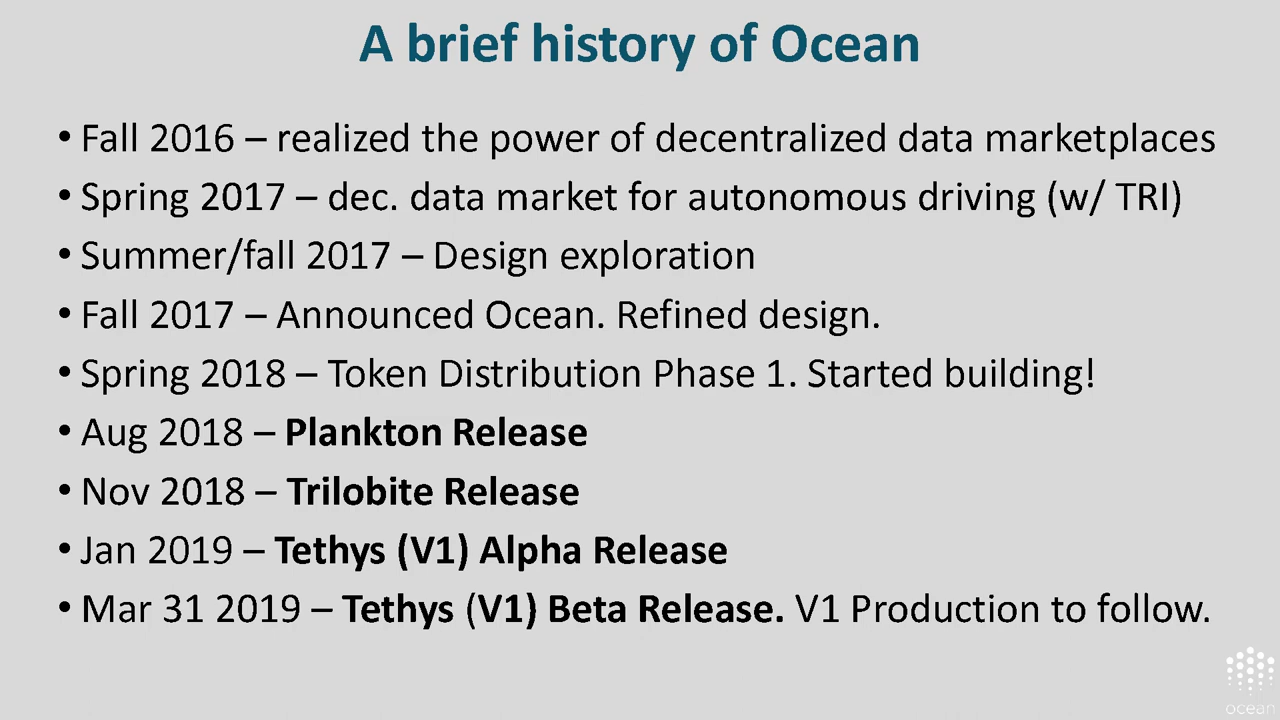 A brief history of Ocean
• Fall 2016 – realized the power of decentralized data marketplaces
• Spring 2017 – dec. data market for autonomous driving (w/ TRI)
• Summer/fall 2017 – Design exploration
• Fall 2017 – Announced Ocean. Refined design.
• Spring 2018 – Token Distribution Phase 1. Started building!
• Aug 2018 – Plankton Release
• Nov 2018 – Trilobite Release
• Jan 2019 – Tethys (V1) Alpha Release
• Mar 31 2019 – Tethys (V1) Beta Release. V1 Production to follow.
ocean